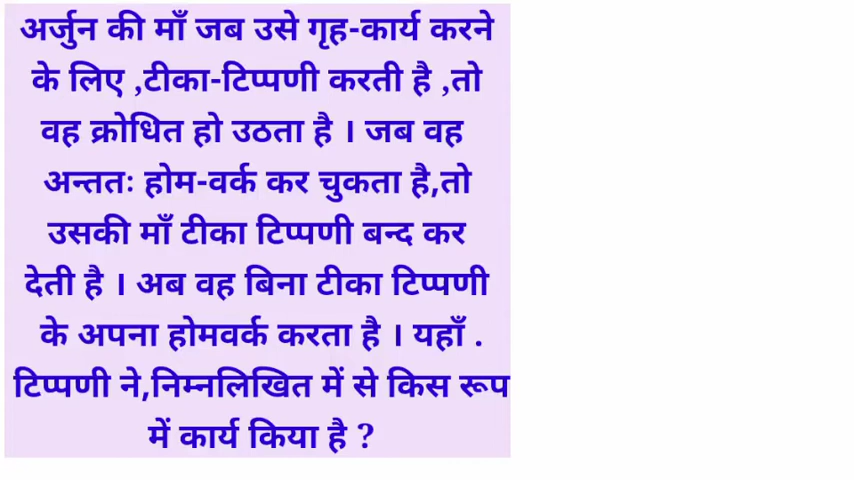 अर्जुन की माँ जब उसे गृह-कार्य करने
के लिए ,टीका-टिप्पणी करती है ,तो
वह क्रोधित हो उठता है । जब वह
अन्ततः होम-वर्क कर चुकता है,तो
उसकी माँ टीका टिप्पणी बन्द कर
देती है । अब वह बिना टीका टिप्पणी
के अपना होमवर्क करता है । यहाँ .
टिप्पणी ने,निम्नलिखित में से किस रूप
में कार्य किया है ?